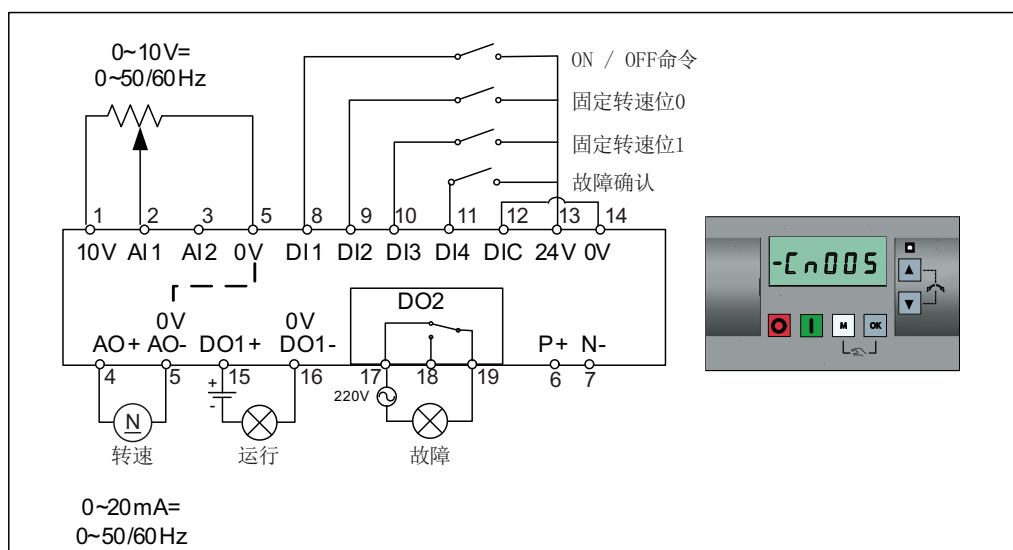 0~10V=
0~50/60Hz
ON / OFF命令
固定转速位0
固定转速位1
故障确认
1 2 3 5 8 9 10 11 12 13 14
10V AI1 AI2 0V DI1 DI2 DI3 DI4 DIC 24V 0V
-Cn005
DO2
0V 0V
AO+ AO- DO1+ DO1- P+ N-
4 5 15 16 17 18 19 6 7
+
-
220V
N
M OK
转速 运行 故障
0~20mA=
0~50/60Hz